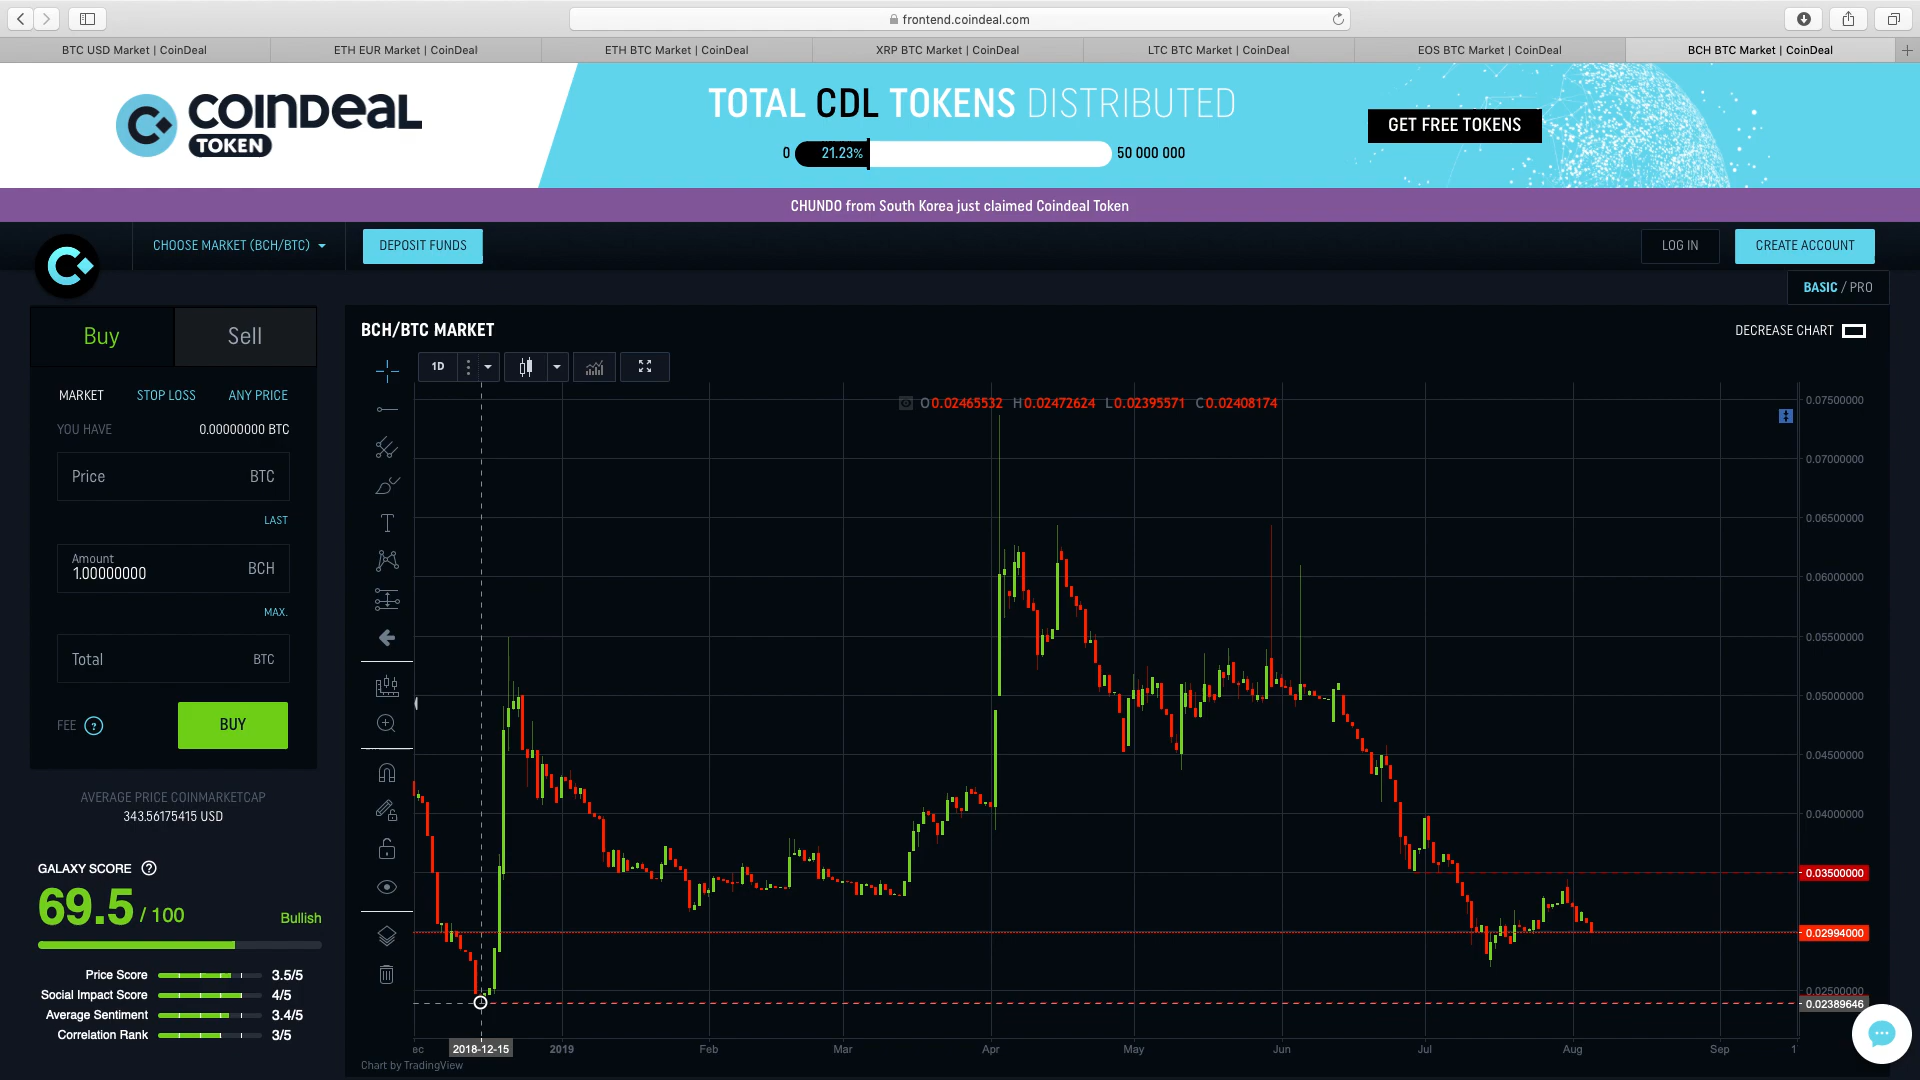 frontend.coindeal.com
BTC USD Market | CoinDeal
ETH EUR Market | CoinDeal
ETH BTC Market | CoinDeal
XRP BTC Market | CoinDeal
LTC BTC Market | CoinDeal
EOS BTC Market | CoinDeal
BCH BTC Market | CoinDeal
COINDEAL
TOKEN
TOTAL CDL TOKENS DISTRIBUTED
0 21.23% 50 000 000
GET FREE TOKENS
CHUNDO from South Korea just claimed Coindeal Token
CHOOSE MARKET (BCH/BTC)
DEPOSIT FUNDS
LOG IN
CREATE ACCOUNT
BASIC / PRO
Buy
Sell
MARKET
STOP LOSS
ANY PRICE
YOU HAVE
0.00000000 BTC
Price
BTC
LAST
Amount
1.00000000
BCH
MAX.
Total
BTC
FEE ?
BUY
AVERAGE PRICE COINMARKETCAP
343.56175415 USD
GALAXY SCORE ?
69.5 / 100
Bullish
Price Score 3.5/5
Social Impact Score 4/5
Average Sentiment 3.4/5
Correlation Rank 3/5
BCH/BTC MARKET
DECREASE CHART
1D
O 0.02465532 H 0.02472624 L 0.02395571 C 0.02408174
0.07500000
0.07000000
0.06500000
0.06000000
0.05500000
0.05000000
0.04500000
0.04000000
0.03500000
0.02994000
0.02500000
0.02389646
ec
2018-12-15
2019
Feb
Mar
Apr
May
Jun
Jul
Aug
Sep
1
Chart by TradingView